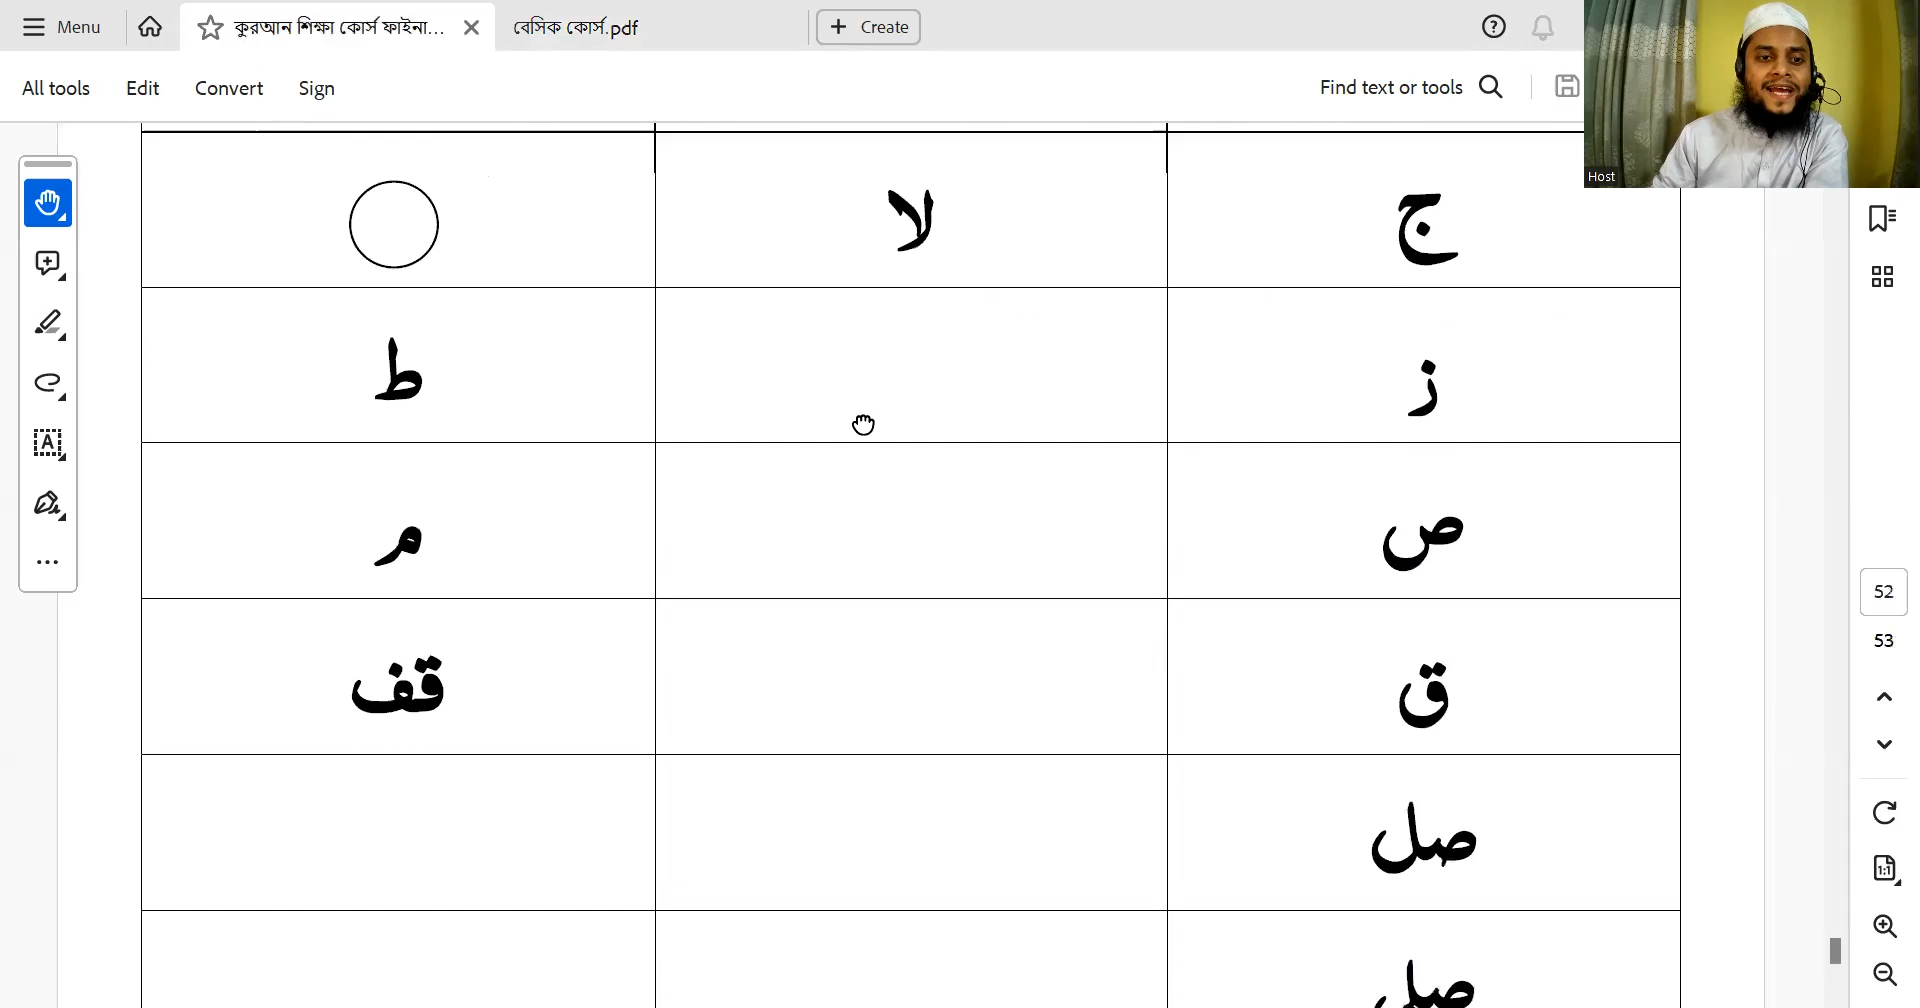 Menu
কুরআন শিক্ষা কোর্স ফাইনা...
বেসিক কোর্স.pdf
Create
All tools
Edit
Convert
Sign
Find text or tools
Host
ج لا
ز ط
ص م
ق قف
صل
صلي
52
53